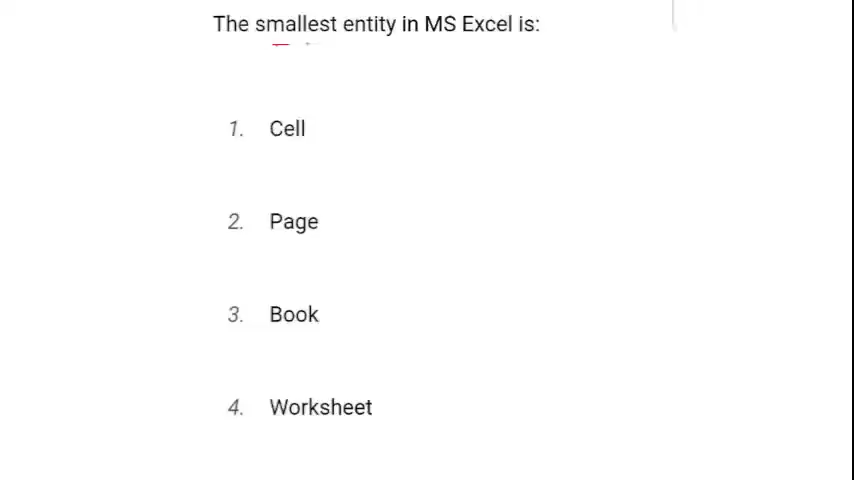 The smallest entity in MS Excel is:
1. Cell
2. Page
3. Book
4. Worksheet